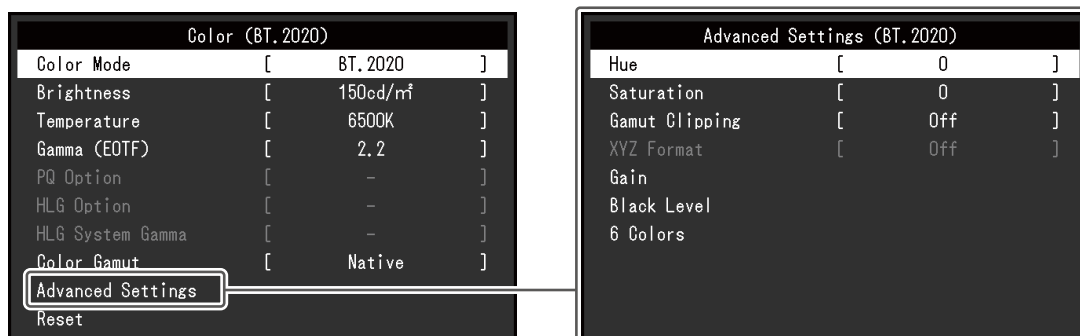 Color (BT.2020)
Color Mode [ BT.2020 ]
Brightness [ 150cd/㎡ ]
Temperature [ 6500K ]
Gamma (EOTF) [ 2.2 ]
PQ Option [ – ]
HLG Option [ – ]
HLG System Gamma [ – ]
Color Gamut [ Native ]
Advanced Settings
Reset
Advanced Settings (BT.2020)
Hue [ 0 ]
Saturation [ 0 ]
Gamut Clipping [ Off ]
XYZ Format [ Off ]
Gain
Black Level
6 Colors